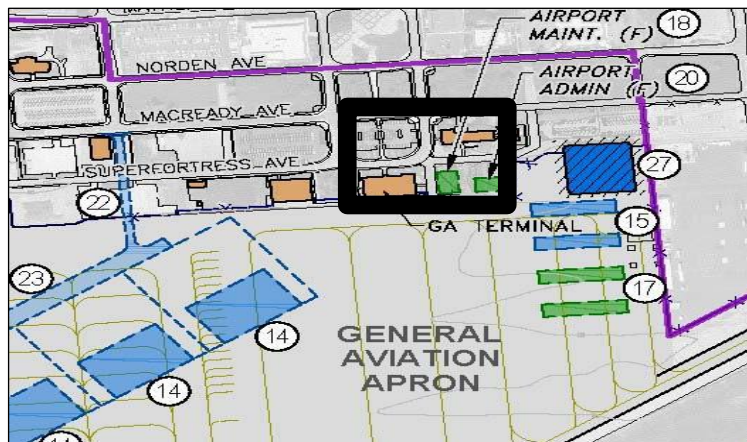 AIRPORT
MAINT. (F)
18
NORDEN AVE
AIRPORT
ADMIN (F)
20
MACREADY AVE
SUPERFORTRESS AVE
27
22
GA TERMINAL
15
23
17
14
GENERAL
AVIATION
APRON
14